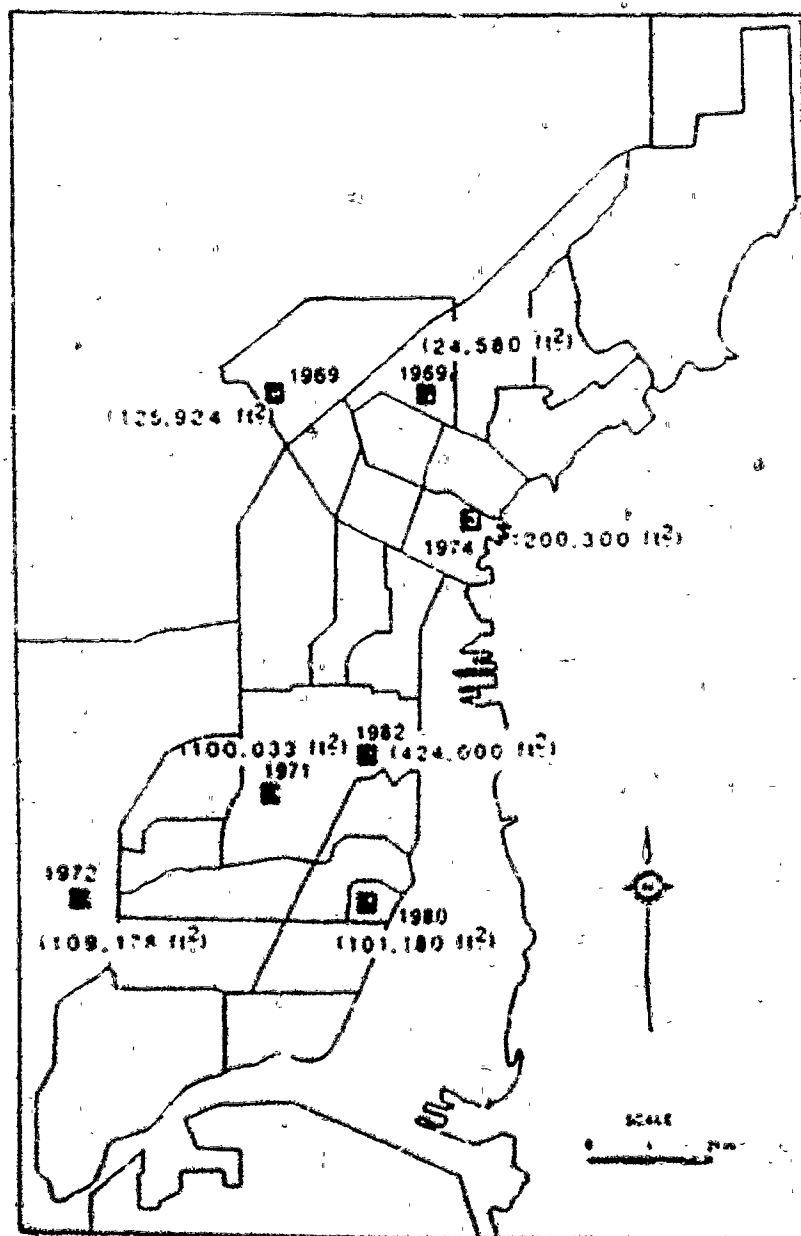 (24,580 ft²)
1969
1969
(125,924 ft²)
1974
(200,300 ft²)
1982
(100,033 ft²)
(424,000 ft²)
1971
1972
1980
(109,178 ft²)
(101,180 ft²)
SCALE
0